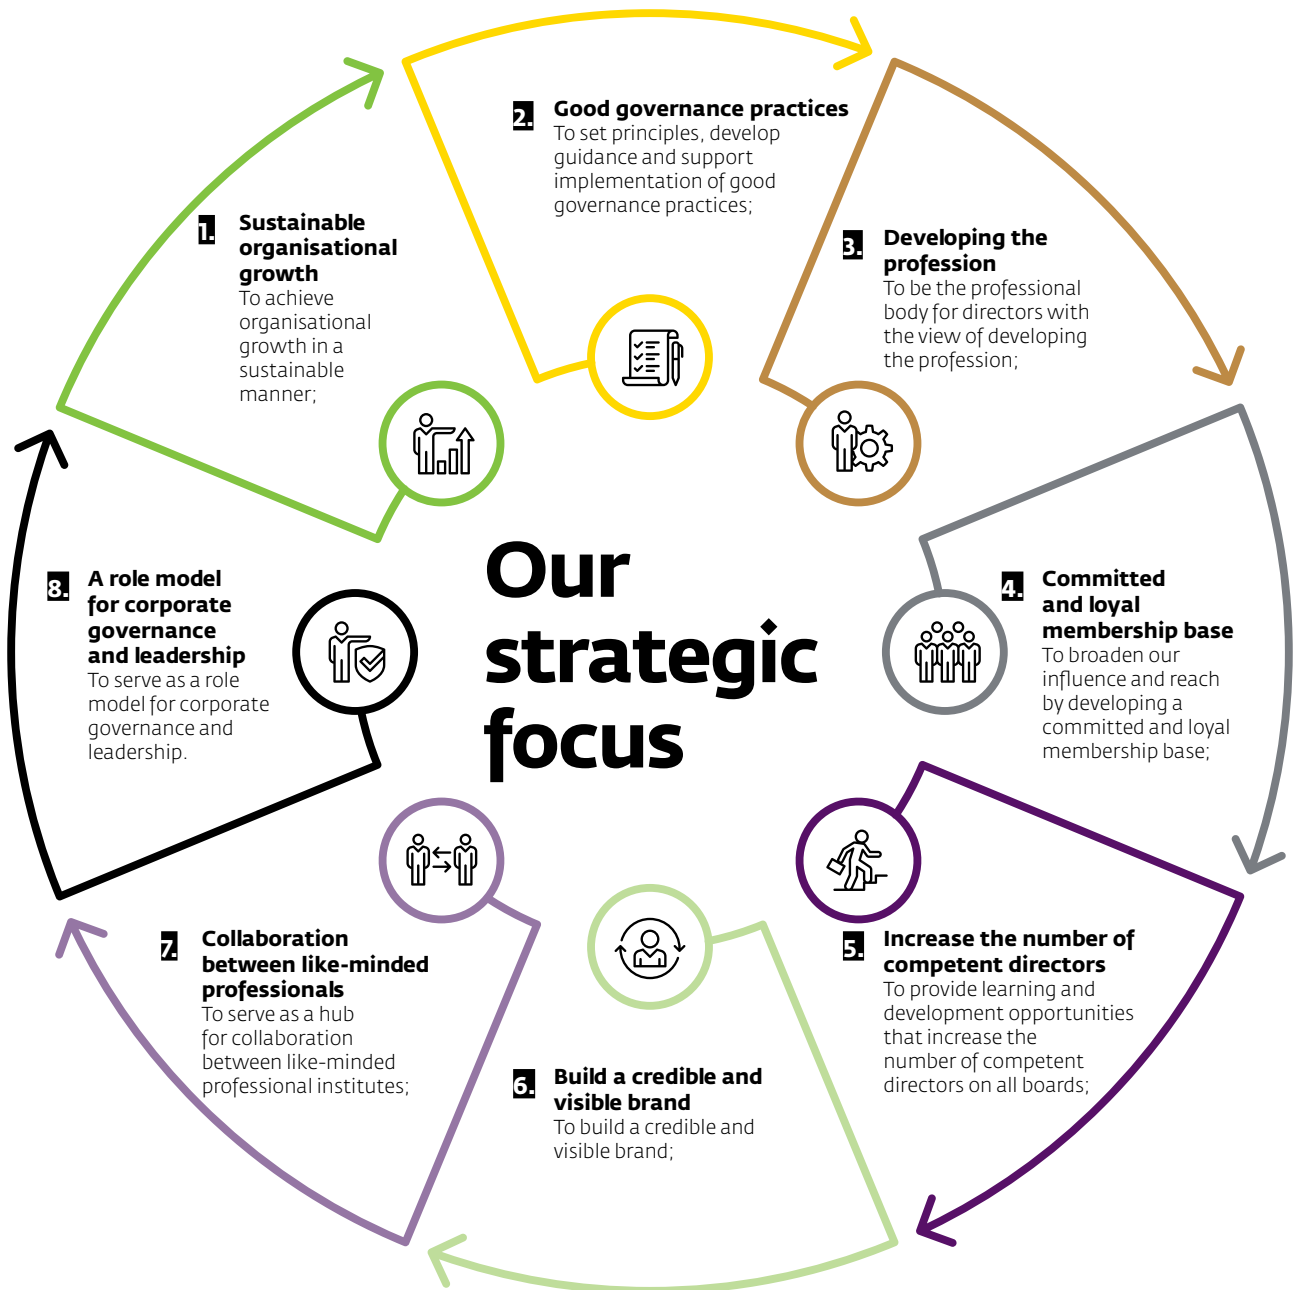 Our
strategic
focus
1.
Sustainable
organisational
growth
To achieve
organisational
growth in a
sustainable
manner;
2.
Good governance practices
To set principles, develop
guidance and support
implementation of good
governance practices;
3.
Developing the
profession
To be the professional
body for directors with
the view of developing
the profession;
4.
Committed
and loyal
membership base
To broaden our
influence and reach
by developing a
committed and loyal
membership base;
5.
Increase the number of
competent directors
To provide learning and
development opportunities
that increase the
number of competent
directors on all boards;
6.
Build a credible and
visible brand
To build a credible and
visible brand;
7.
Collaboration
between like-minded
professionals
To serve as a hub
for collaboration
between like-minded
professional institutes;
8.
A role model
for corporate
governance
and leadership
To serve as a role
model for corporate
governance and
leadership.